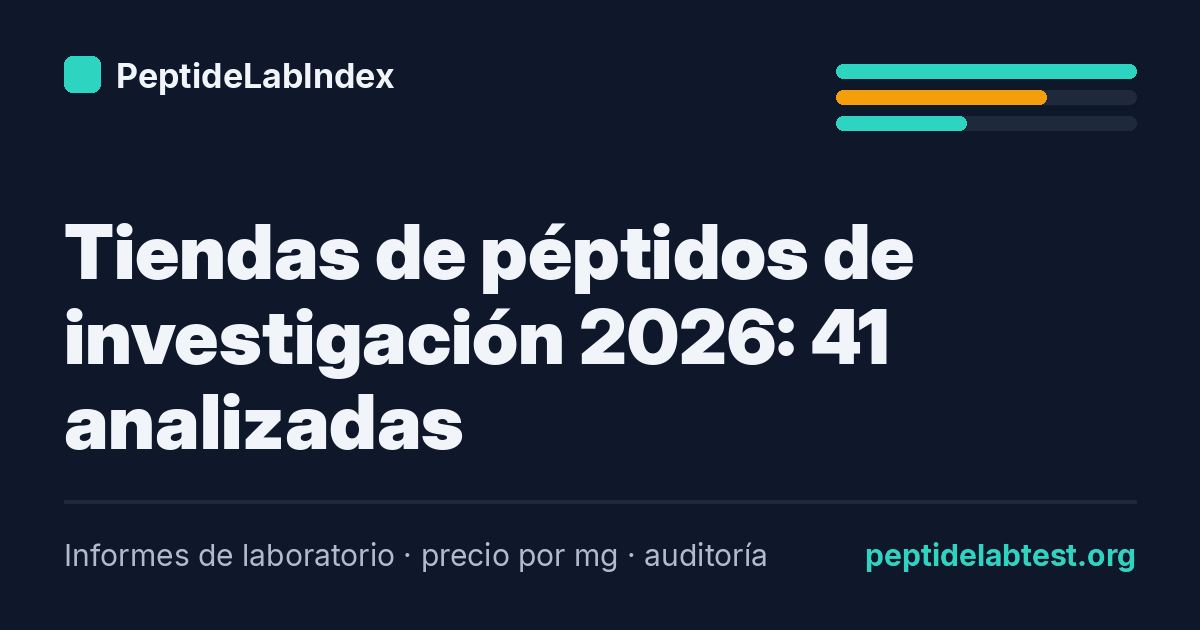 PeptideLabIndex
Tiendas de péptidos de
investigación 2026: 41
analizadas
Informes de laboratorio · precio por mg · auditoría
peptidelabtest.org